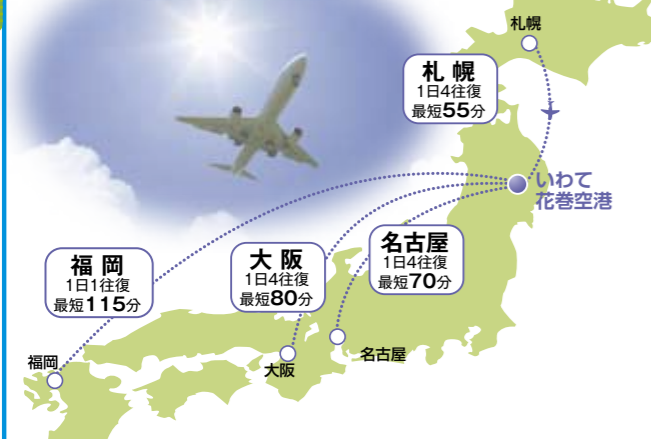 札幌
札 幌
1日4往復
最短55分
いわて
花巻空港
名古屋
1日4往復
最短70分
大 阪
1日4往復
最短80分
福 岡
1日1往復
最短115分
名古屋
福岡
大阪